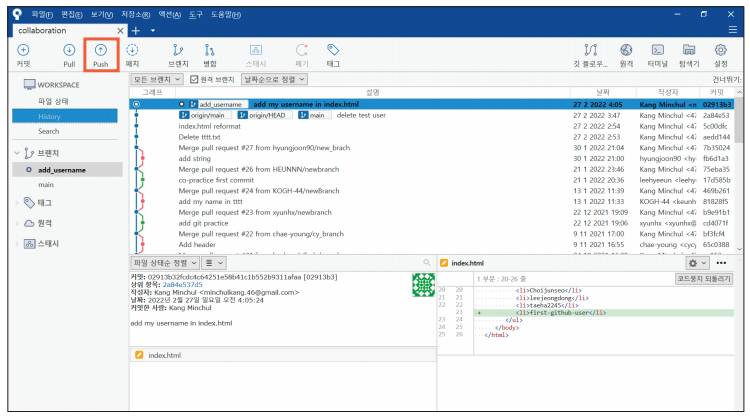 파일(F) 편집(E) 보기(V) 저장소(R) 액션(A) 도구 도움말(H)
collaboration
커밋 Pull Push 패치 브랜치 병합 스태시 폐기 태그 깃 플로우... 원격 터미널 탐색기 설정
모든 브랜치 원격 브랜치 날짜순으로 정렬 건너뛰기:
그래프 설명 날짜 작성자 커밋
WORKSPACE
파일 상태
History
Search
브랜치
add_username
main
태그
원격
스태시
add_username add my username in index.html 27 2 2022 4:05 Kang Minchul <m 02913b3
origin/main origin/HEAD main delete test user 27 2 2022 3:47 Kang Minchul <47 2a84e53
index.html reformat 27 2 2022 2:54 Kang Minchul <47 5c00dfc
Delete tttt.txt 27 2 2022 2:53 Kang Minchul <47 aedd144
Merge pull request #27 from hyungjoon90/new_brach 30 1 2022 21:04 Kang Minchul <47 7b35024
add string 30 1 2022 21:00 hyungjoon90 <hy fb6d1a3
Merge pull request #26 from HEUNNN/newbranch 21 1 2022 23:46 Kang Minchul <47 75eba35
co-practice first commit 21 1 2022 20:36 leehyeeun <leehy 17d585b
Merge pull request #24 from KOGH-44/newBranch 13 1 2022 11:39 Kang Minchul <47 469b261
add my name in tttt 13 1 2022 11:33 KOGH-44 <keunh 81828f5
Merge pull request #23 from xyunhx/newbranch 22 12 2021 19:09 Kang Minchul <47 b9e91b1
add git practice 22 12 2021 19:06 xyunhx <xyunhx@ cd4071f
Merge pull request #22 from chae-young/cy_branch 9 11 2021 17:00 Kang Minchul <47 bf3fcf4
Add header 9 11 2021 16:55 chae-young <cycy 65c0388
파일 상태순 정렬
커밋: 02913b32fcdc4c64251e58b41c1b552b9311afaa [02913b3]
상위 항목: 2a84e537d5
작성자: Kang Minchul <minchulkang.46@gmail.com>
날짜: 2022년 2월 27일 일요일 오전 4:05:24
커밋한 사람: Kang Minchul
add my username in index.html
index.html
index.html
1 부분 : 20-26 줄 코드뭉치 되돌리기
20 20 <li>Choijunseo</li>
21 21 <li>leejeongdong</li>
22 22 <li>taeha2245</li>
23 + <li>first-github-user</li>
23 24 </ul>
24 25 </body>
25 26 </html>